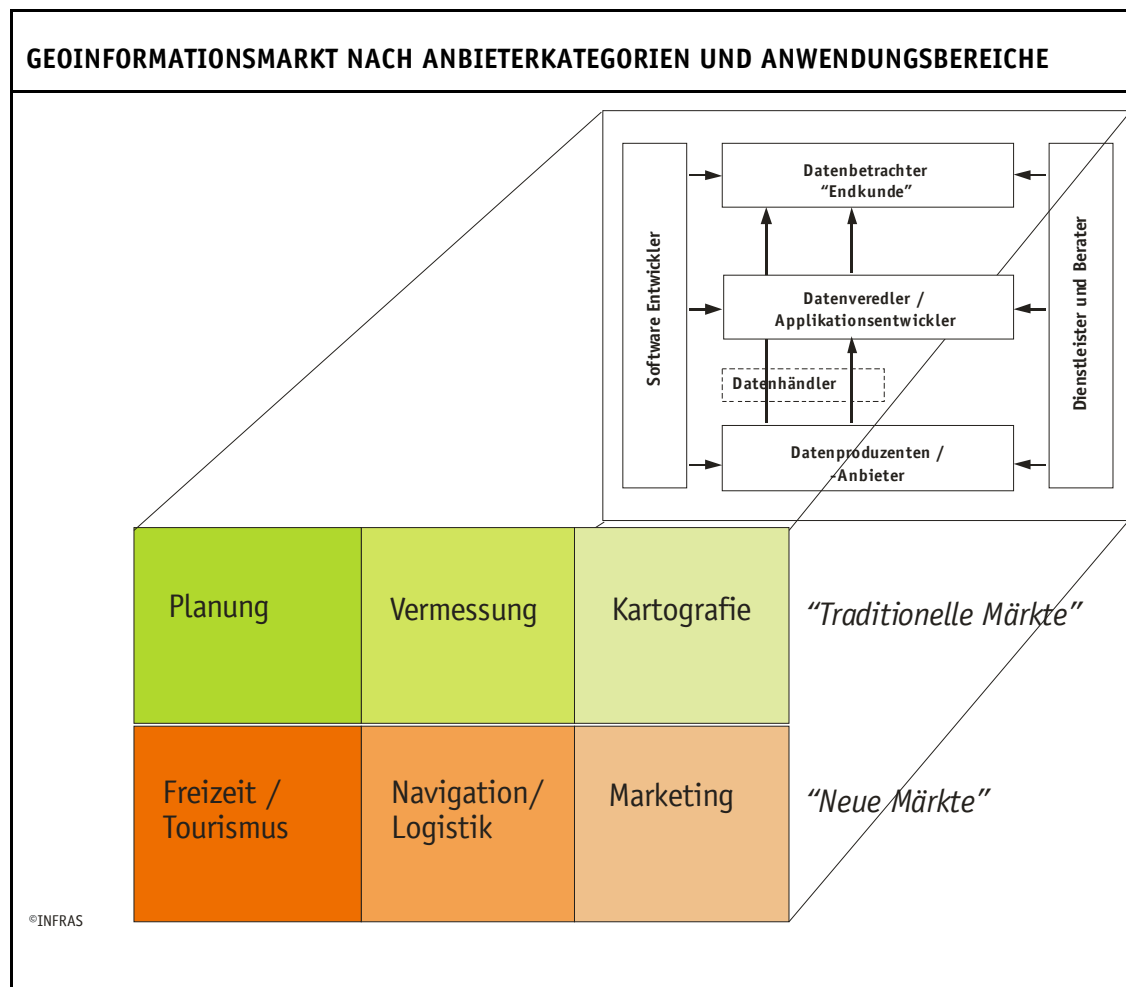 GEOINFORMATIONSMARKT NACH ANBIETERKATEGORIEN UND ANWENDUNGSBEREICHE
Software Entwickler
Datenbetrachter
“Endkunde”
Datenveredler /
Applikationsentwickler
Datenhändler
Datenproduzenten /
-Anbieter
Dienstleister und Berater
Planung
Vermessung
Kartografie
“Traditionelle Märkte”
Freizeit /
Tourismus
Navigation/
Logistik
Marketing
“Neue Märkte”
©INFRAS